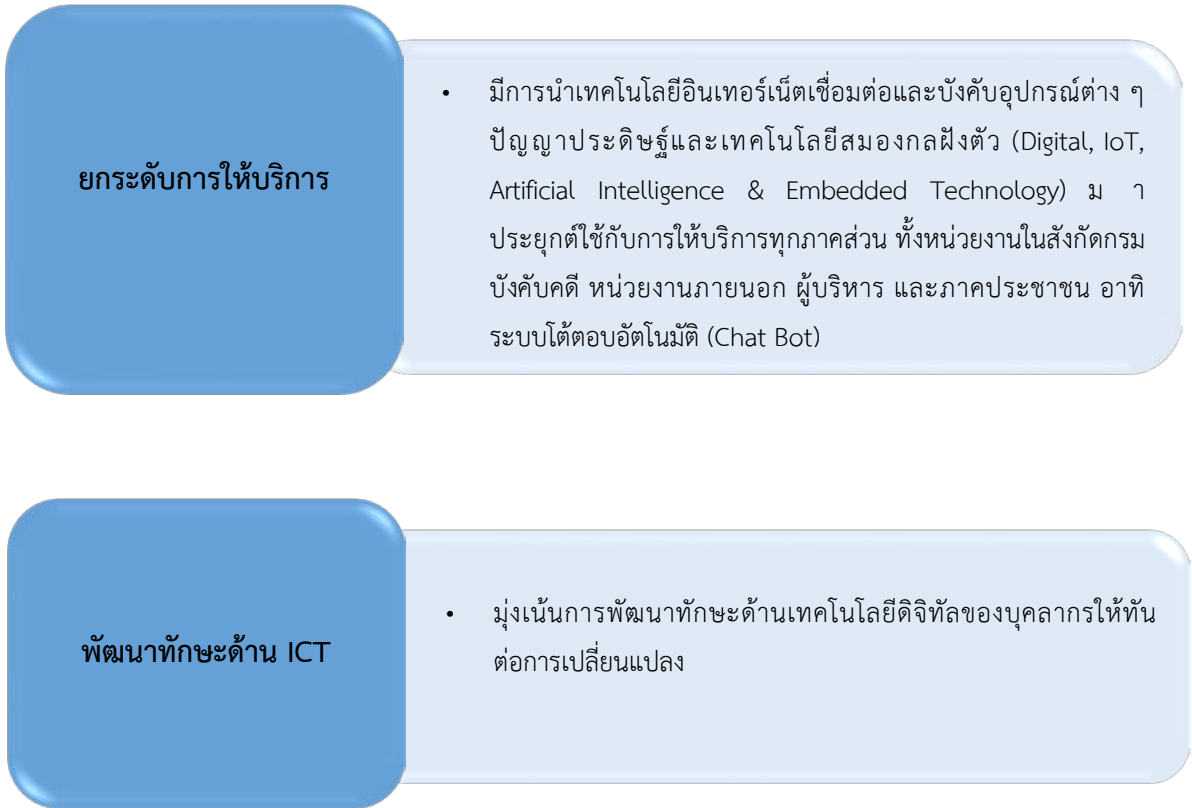 ยกระดับการให้บริการ
• มีการนำเทคโนโลยีอินเทอร์เน็ตเชื่อมต่อและบังคับอุปกรณ์ต่าง ๆ
ปัญญาประดิษฐ์และเทคโนโลยีสมองกลฝังตัว (Digital, IoT,
Artificial Intelligence & Embedded Technology) ม า
ประยุกต์ใช้กับการให้บริการทุกภาคส่วน ทั้งหน่วยงานในสังกัดกรม
บังคับคดี หน่วยงานภายนอก ผู้บริหาร และภาคประชาชน อาทิ
ระบบโต้ตอบอัตโนมัติ (Chat Bot)
พัฒนาทักษะด้าน ICT
• มุ่งเน้นการพัฒนาทักษะด้านเทคโนโลยีดิจิทัลของบุคลากรให้ทัน
ต่อการเปลี่ยนแปลง